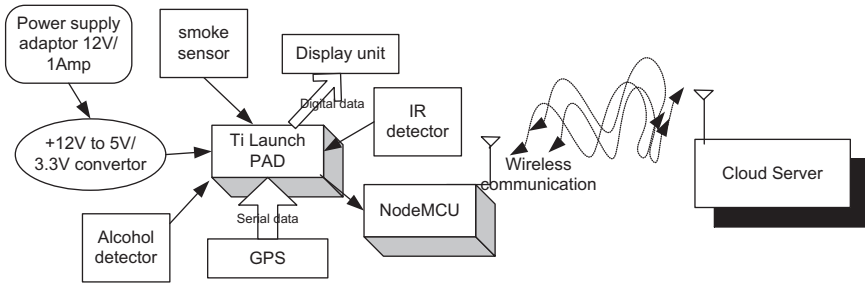 Power supply
adaptor 12V/
1Amp
smoke
sensor
Display unit
Digital data
IR
detector
+12V to 5V/
3.3V convertor
Ti Launch
PAD
Wireless
communication
Cloud Server
Alcohol
detector
Serial data
NodeMCU
GPS